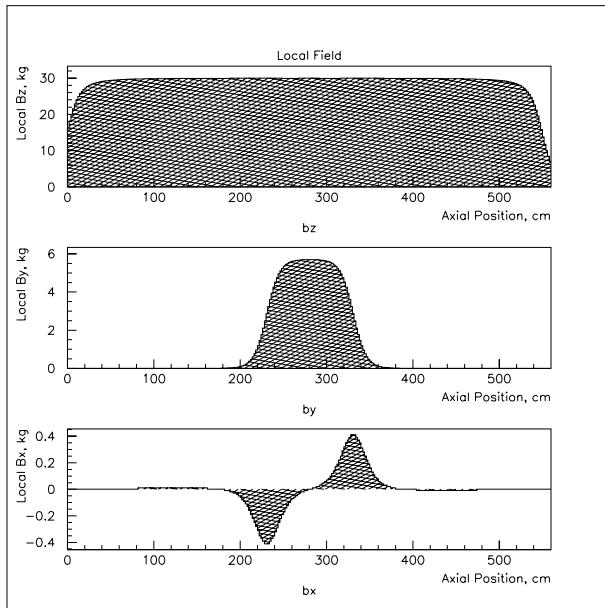 Local Field
Local Bz, kg
30
20
10
0
0 100 200 300 400 500
Axial Position, cm
bz
Local By, kg
6
4
2
0
0 100 200 300 400 500
Axial Position, cm
by
Local Bx, kg
0.4
0.2
0
-0.2
-0.4
0 100 200 300 400 500
Axial Position, cm
bx